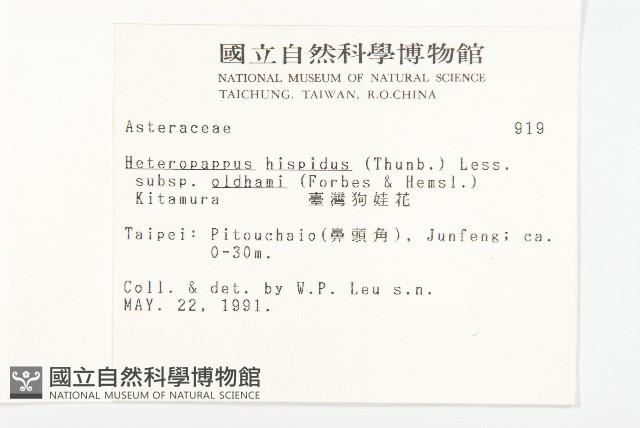 國立自然科學博物館
NATIONAL MUSEUM OF NATURAL SCIENCE
TAICHUNG, TAIWAN, R.O.CHINA
Asteraceae 919
Heteropappus hispidus (Thunb.) Less.
subsp. oldhami (Forbes & Hemsl.)
Kitamura 臺灣狗娃花
Taipei: Pitouchaio(鼻頭角), Junfeng; ca.
0-30m.
Coll. & det. by W.P. Leu s.n.
MAY. 22, 1991.
國立自然科學博物館
NATIONAL MUSEUM OF NATURAL SCIENCE